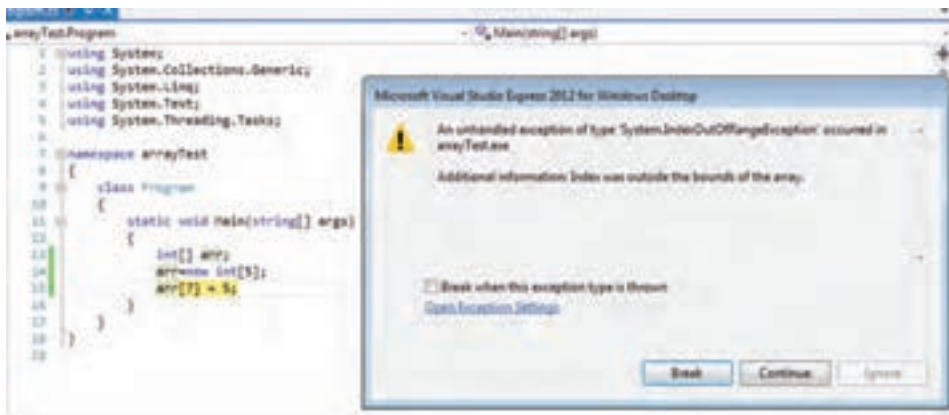 arrayTest.Program
Main(string[] args)
1 using System;
2 using System.Collections.Generic;
3 using System.Linq;
4 using System.Text;
5 using System.Threading.Tasks;
6
7 namespace arrayTest
8 {
9 class Program
10 {
11 static void Main(string[] args)
12 {
13 int[] arr;
14 arr=new int[5];
15 arr[7] = 5;
16 }
17 }
18 }
Microsoft Visual Studio Express 2012 for Windows Desktop
An unhandled exception of type 'System.IndexOutOfRangeException' occurred in
arrayTest.exe
Additional information: Index was outside the bounds of the array.
Break when this exception type is thrown
Open Exception Settings
Break
Continue
Ignore